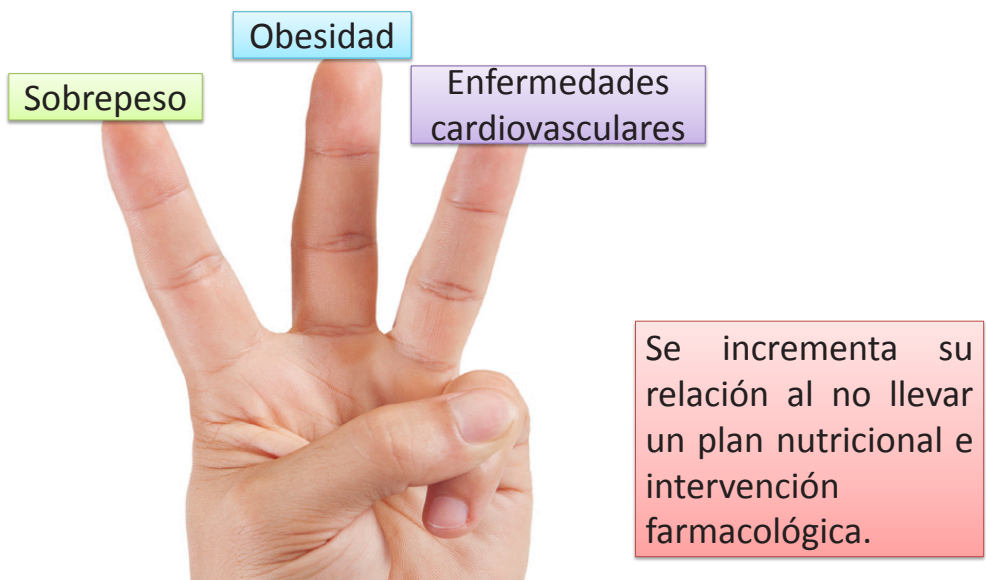 Obesidad
Sobrepeso
Enfermedades
cardiovasculares
Se incrementa su
relación al no llevar
un plan nutricional e
intervención
farmacológica.